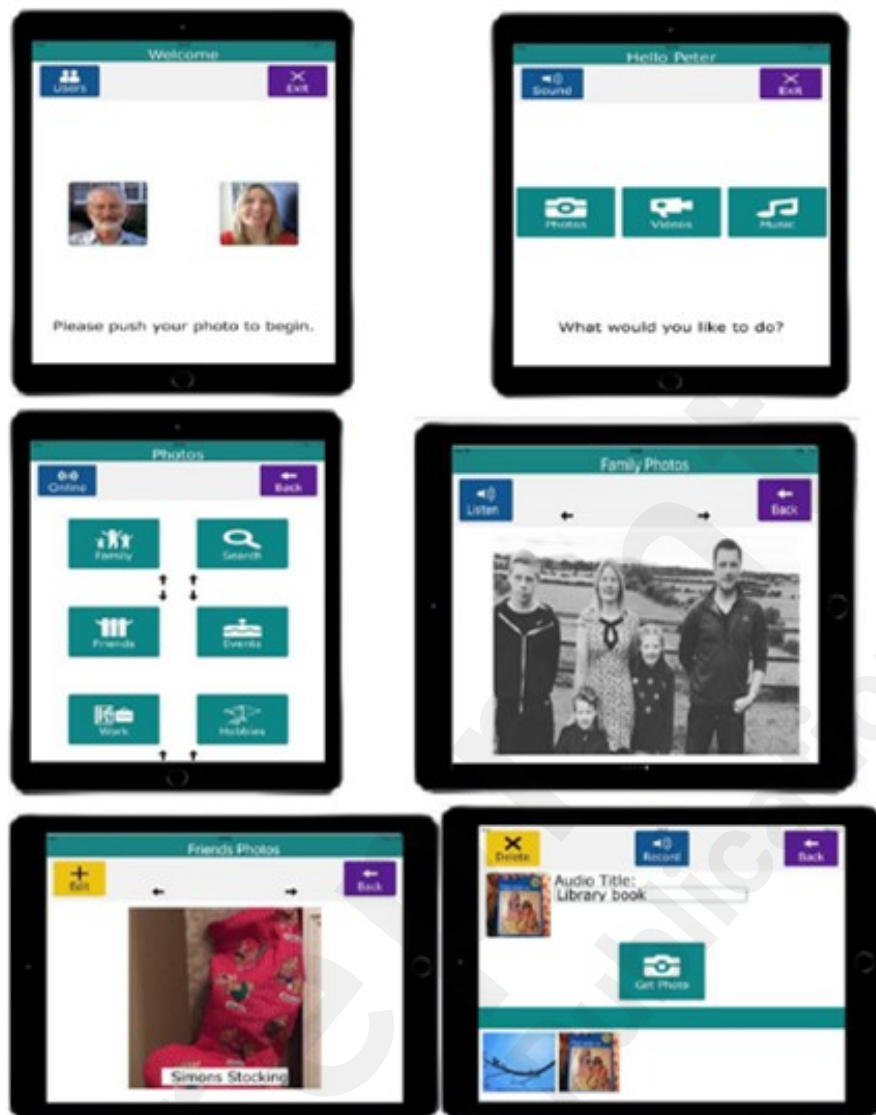 Welcome
Users
Exit
Please push your photo to begin.
Hello Peter
Sound
Exit
Photos
Videos
Music
What would you like to do?
Photos
Online
Back
Family
Search
Friends
Events
Work
Hobbies
Family Photos
Listen
Back
Friends Photos
Edit
Back
Simons Stocking
Delete
Record
Back
Audio Title:
Library book
Get Photo